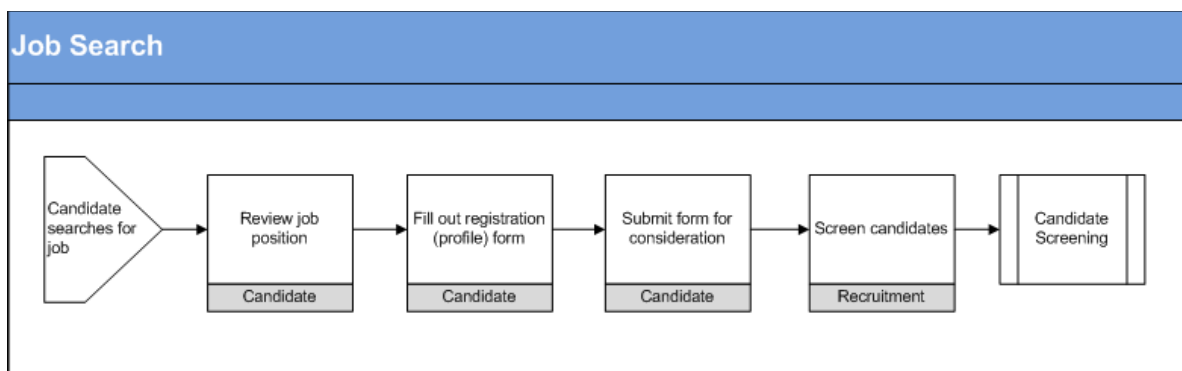 Job Search
Candidate
searches for
job
Review job
position
Candidate
Fill out registration
(profile) form
Candidate
Submit form for
consideration
Candidate
Screen candidates
Recruitment
Candidate
Screening